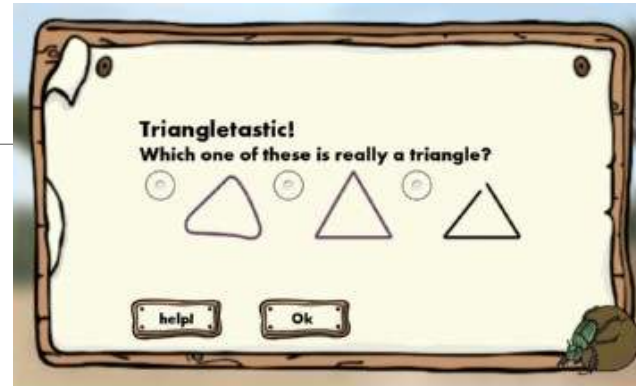 Triangletastic!
Which one of these is really a triangle?
help!
Ok